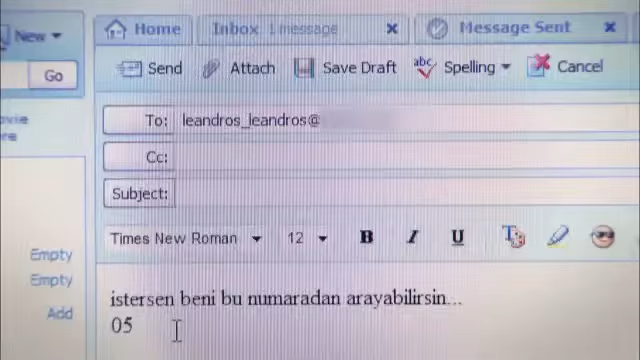 New
Home
Inbox 1 message
Message Sent
Go
Send
Attach
Save Draft
abc
Spelling
Cancel
To:
leandros_leandros@
Cc:
Subject:
Times New Roman
12
B
I
U
T
Empty
Empty
Add
istersen beni bu numaradan arayabilirsin...
05